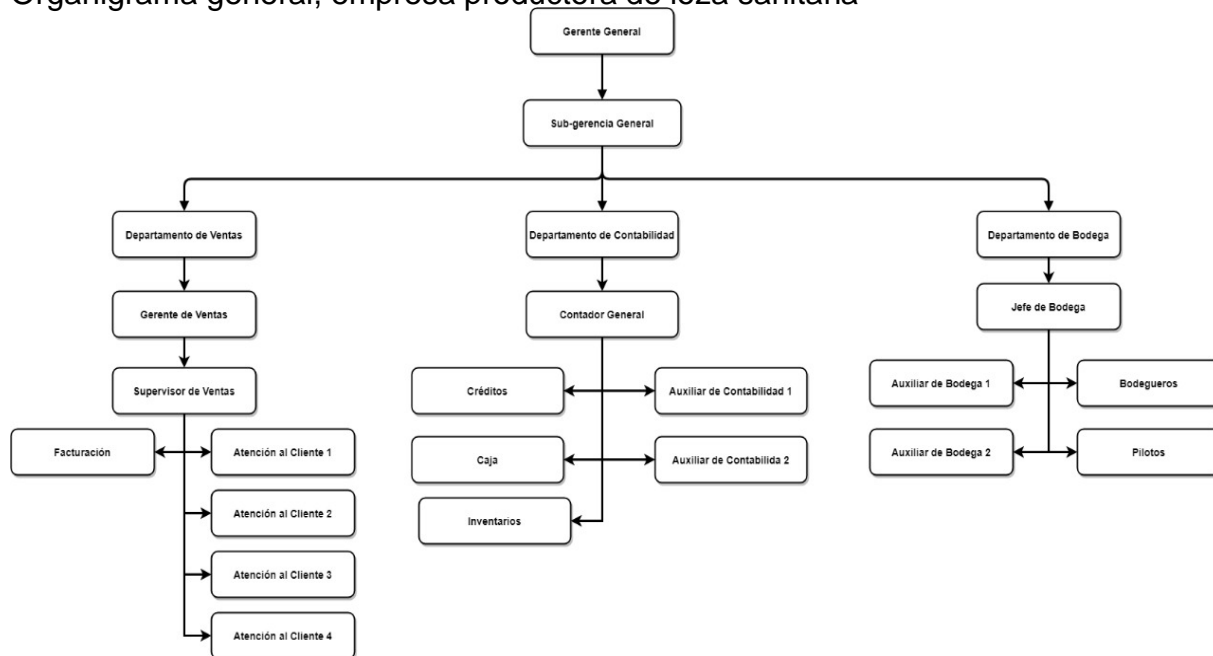 Organigrama general, empresa productora de loza sanitaria
Gerente General
Sub-gerencia General
Departamento de Ventas
Departamento de Contabilidad
Departamento de Bodega
Gerente de Ventas
Contador General
Jefe de Bodega
Supervisor de Ventas
Créditos
Auxiliar de Contabilidad 1
Auxiliar de Bodega 1
Bodegueros
Facturación
Atención al Cliente 1
Caja
Auxiliar de Contabilida 2
Auxiliar de Bodega 2
Pilotos
Atención al Cliente 2
Inventarios
Atención al Cliente 3
Atención al Cliente 4